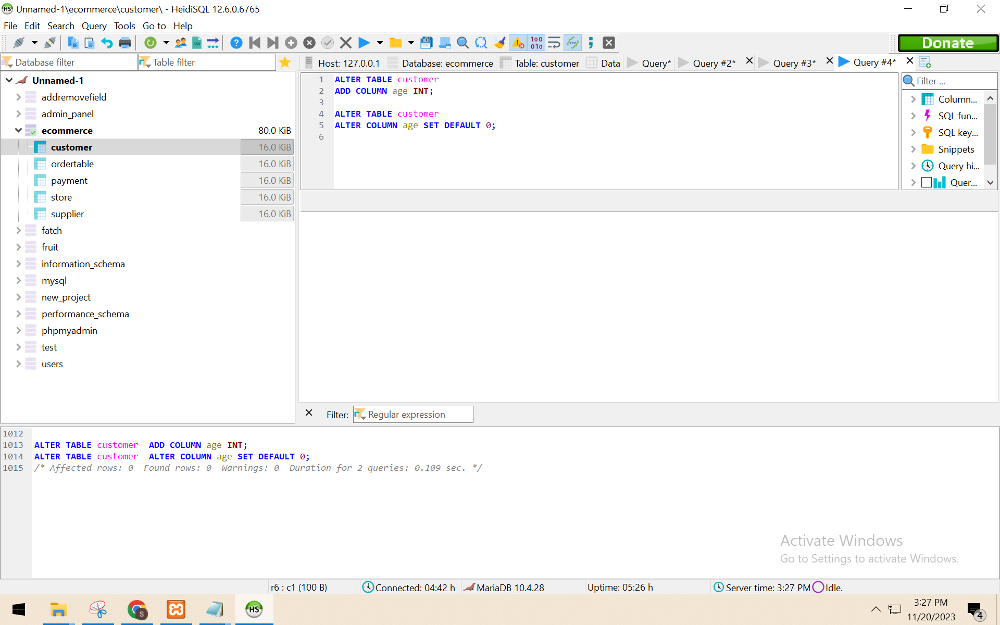 HS Unnamed-1\ecommerce\customer\ - HeidiSQL 12.6.0.6765
File Edit Search Query Tools Go to Help
Donate
Database filter Table filter
Host: 127.0.0.1 Database: ecommerce Table: customer Data Query* Query #2* Query #3* Query #4*
Unnamed-1
addremovefield
admin_panel
ecommerce 80.0 KiB
customer 16.0 KiB
ordertable 16.0 KiB
payment 16.0 KiB
store 16.0 KiB
supplier 16.0 KiB
fatch
fruit
information_schema
mysql
new_project
performance_schema
phpmyadmin
test
users
1 ALTER TABLE customer
2 ADD COLUMN age INT;
3
4 ALTER TABLE customer
5 ALTER COLUMN age SET DEFAULT 0;
6
Filter ...
Column...
SQL fun...
SQL key...
Snippets
Query hi...
Quer...
Filter: Regular expression
1012
1013 ALTER TABLE customer  ADD COLUMN age INT;
1014 ALTER TABLE customer  ALTER COLUMN age SET DEFAULT 0;
1015 /* Affected rows: 0  Found rows: 0  Warnings: 0  Duration for 2 queries: 0.109 sec. */
Activate Windows
Go to Settings to activate Windows.
r6 : c1 (100 B) Connected: 04:42 h MariaDB 10.4.28 Uptime: 05:26 h Server time: 3:27 PM Idle.
S HS
3:27 PM
11/20/2023
4